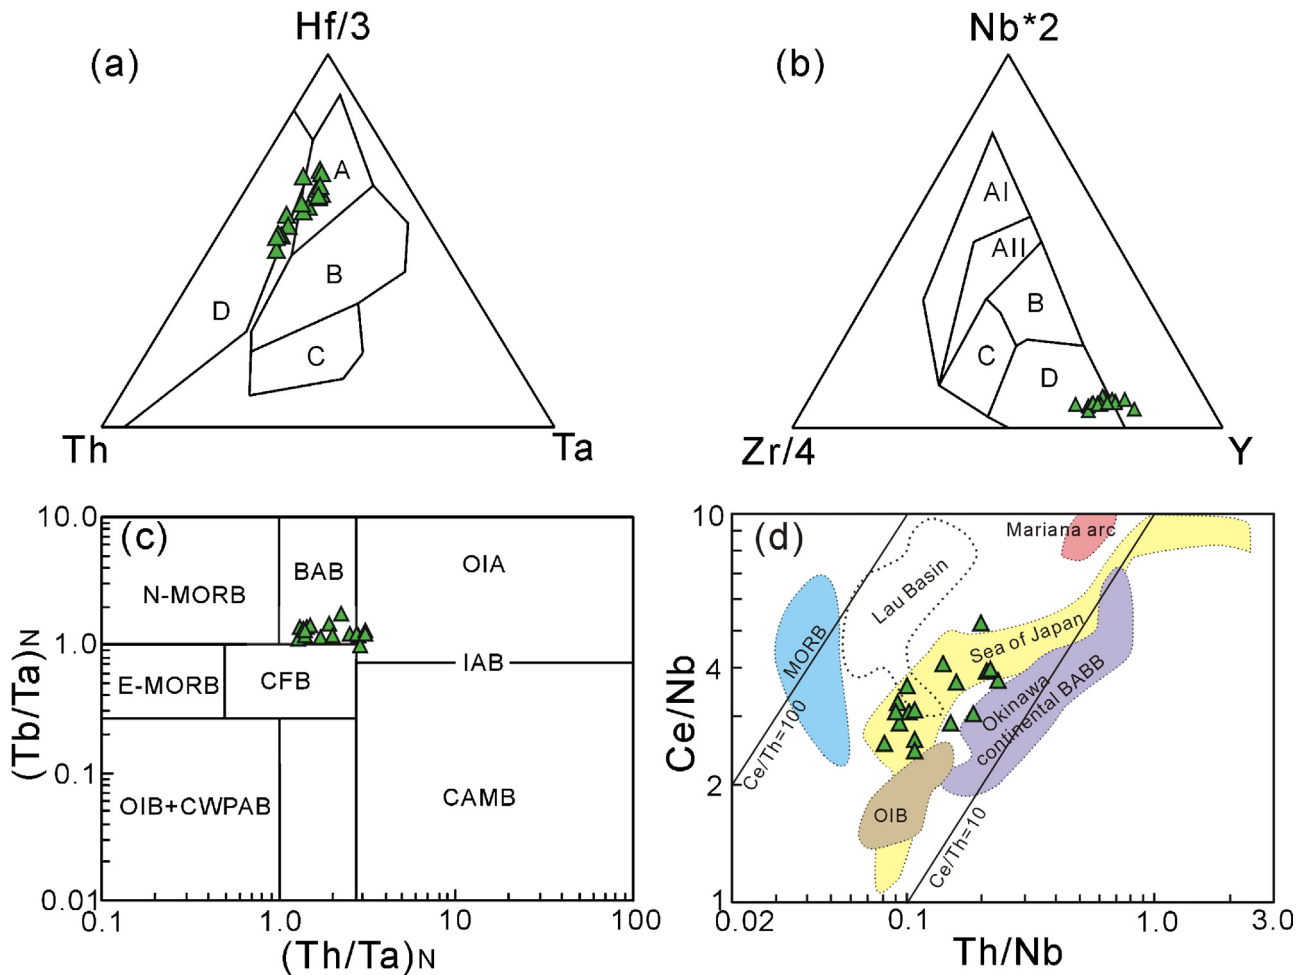 (a)
Hf/3
A
B
C
D
Th
Ta
(b)
Nb*2
AI
AII
B
C
D
Zr/4
Y
(c)
10.0
1.0
0.1
0.01
(Tb/Ta)N
N-MORB
BAB
OIA
E-MORB
CFB
IAB
OIB+CWPAB
CAMB
0.1
1.0
10
100
(Th/Ta)N
(d)
10
4
2
1
Ce/Nb
Mariana arc
Lau Basin
MORB
Sea of Japan
Okinawa
continental BABB
OIB
Ce/Th=100
Ce/Th=10
0.02
0.1
1.0
3.0
Th/Nb